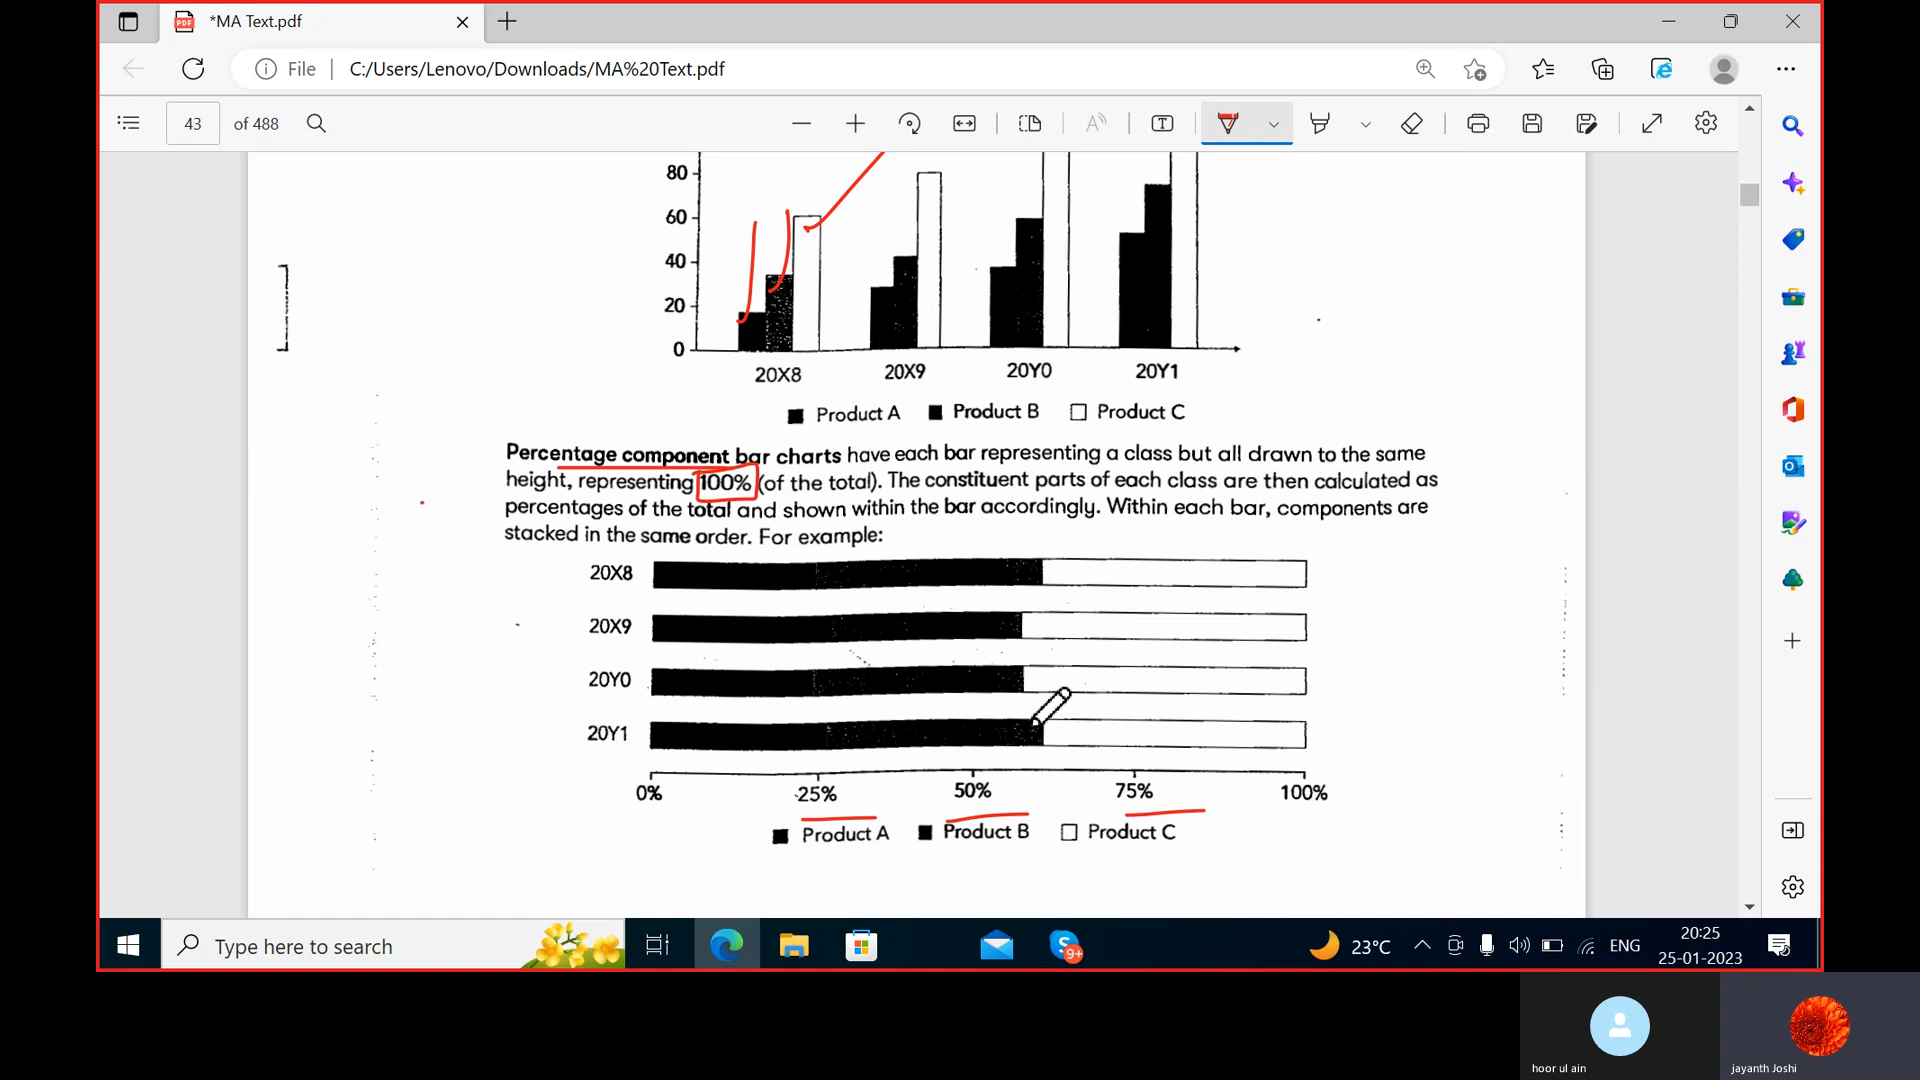 *MA Text.pdf
File C:/Users/Lenovo/Downloads/MA%20Text.pdf
43 of 488
80
60
40
20
0
20X8 20X9 20Y0 20Y1
Product A Product B Product C
Percentage component bar charts have each bar representing a class but all drawn to the same
height, representing 100% (of the total). The constituent parts of each class are then calculated as
percentages of the total and shown within the bar accordingly. Within each bar, components are
stacked in the same order. For example:
20X8
20X9
20Y0
20Y1
0% 25% 50% 75% 100%
Product A Product B Product C
Type here to search
9+
23°C
ENG
20:25
25-01-2023
hoor ul ain
jayanth Joshi